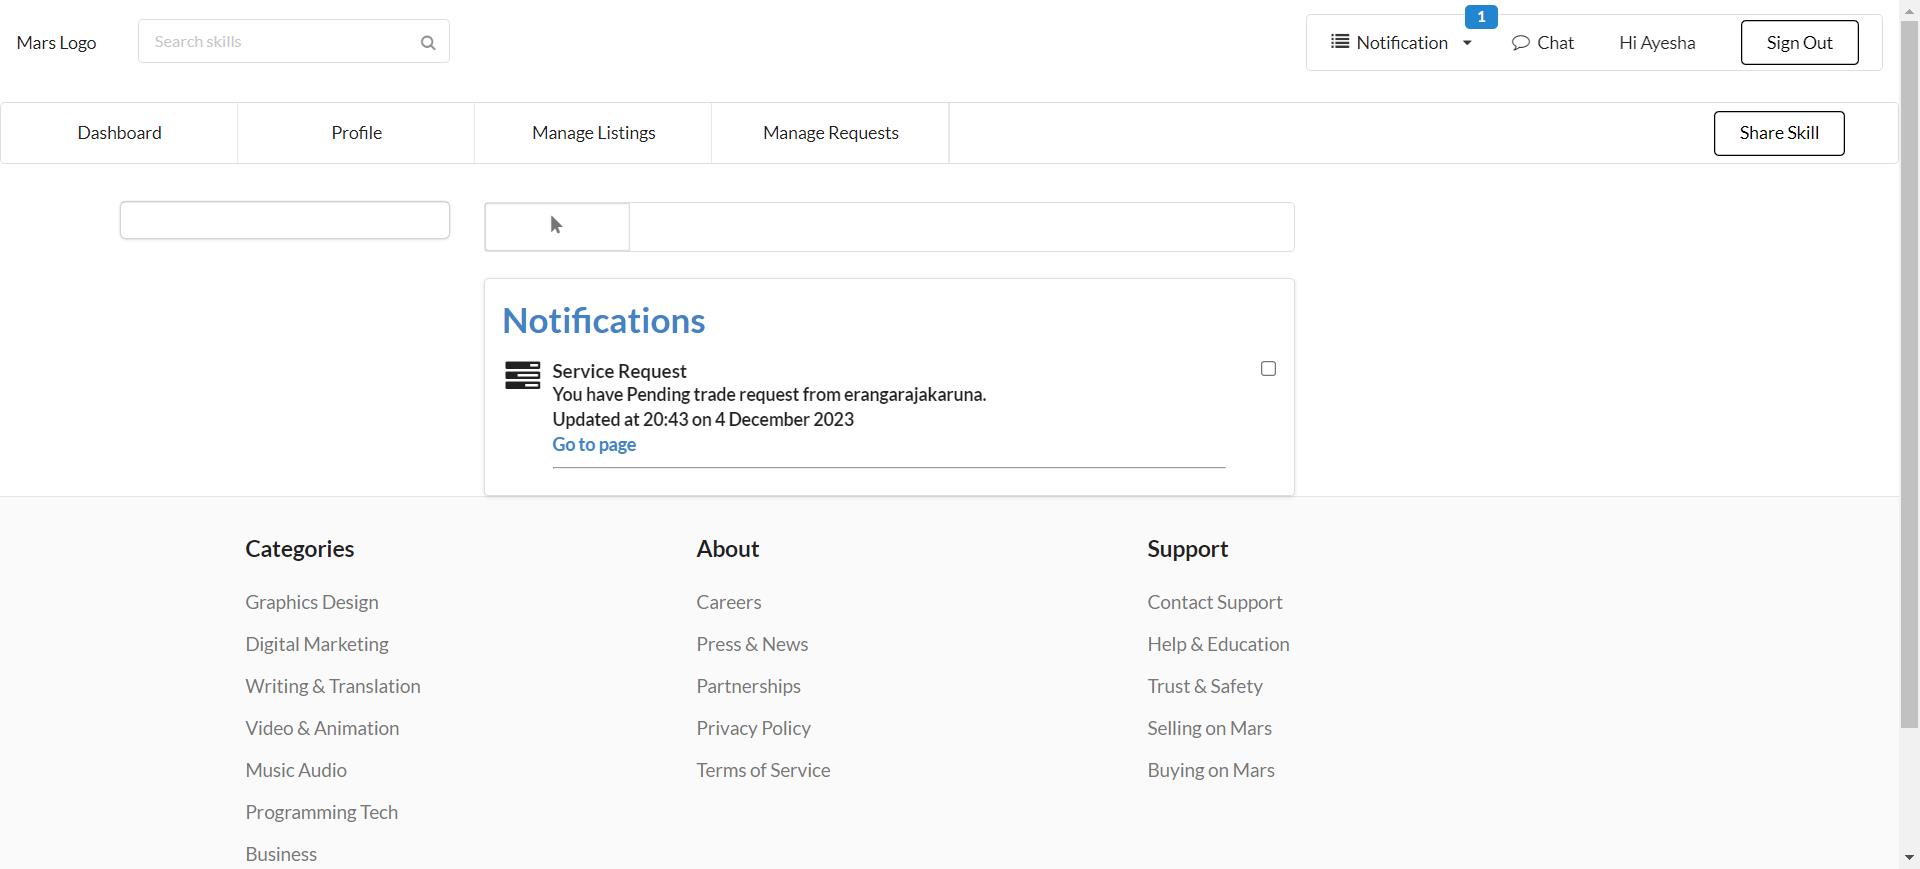 Mars Logo
Search skills
1
Notification
Chat
Hi Ayesha
Sign Out
Dashboard
Profile
Manage Listings
Manage Requests
Share Skill
Notifications
Service Request
You have Pending trade request from erangarajakaruna.
Updated at 20:43 on 4 December 2023
Go to page
Categories
Graphics Design
Digital Marketing
Writing & Translation
Video & Animation
Music Audio
Programming Tech
Business
About
Careers
Press & News
Partnerships
Privacy Policy
Terms of Service
Support
Contact Support
Help & Education
Trust & Safety
Selling on Mars
Buying on Mars